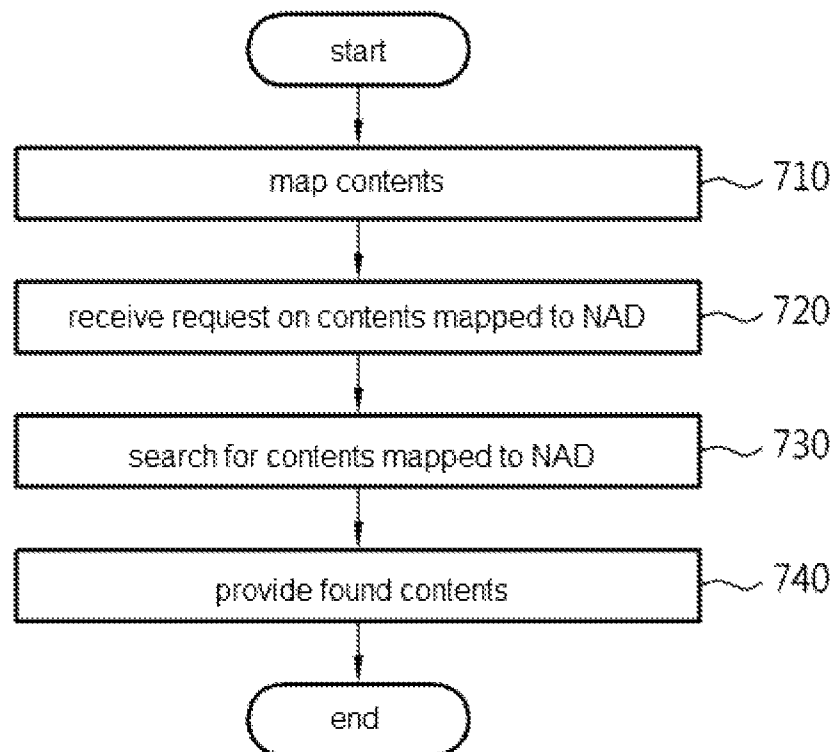 start
map contents
710
receive request on contents mapped to NAD
720
search for contents mapped to NAD
730
provide found contents
740
end